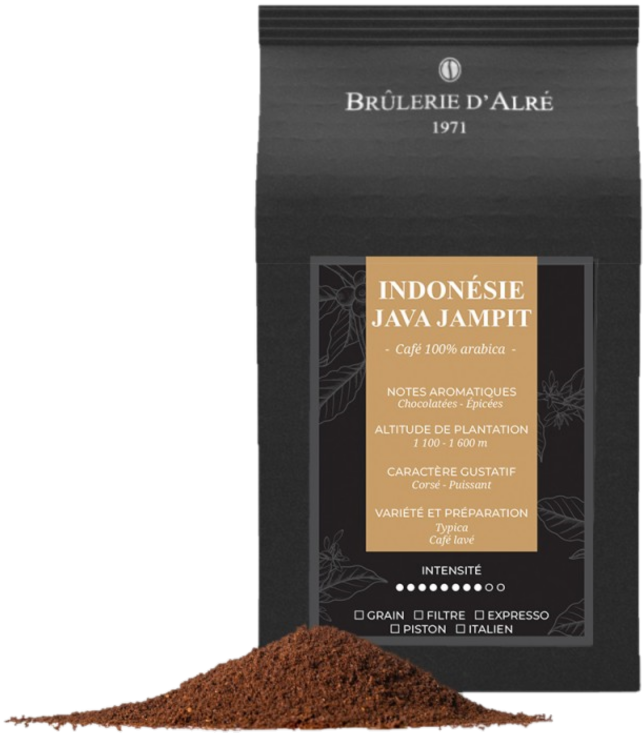 BRÛLERIE D'ALRÉ
1971
INDONÉSIE
JAVA JAMPIT
- Café 100% arabica -
NOTES AROMATIQUES
Chocolatées - Épicées
ALTITUDE DE PLANTATION
1 100 - 1 600 m
CARACTÈRE GUSTATIF
Corsé - Puissant
VARIÉTÉ ET PRÉPARATION
Typica
Café lavé
INTENSITÉ
☐ GRAIN ☐ FILTRE ☐ EXPRESSO
☐ PISTON ☐ ITALIEN